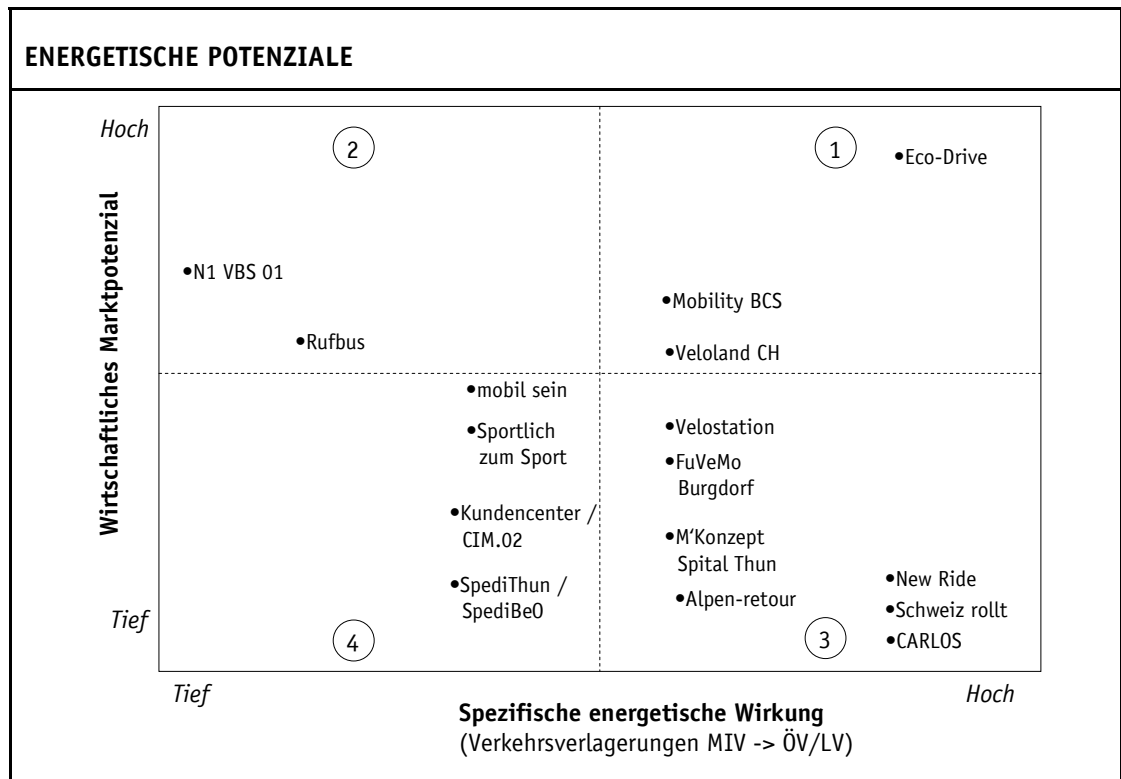 ENERGETISCHE POTENZIALE
Hoch
2
1
•Eco-Drive
Wirtschaftliches Marktpotenzial
•N1 VBS 01
•Mobility BCS
•Rufbus
•Veloland CH
•mobil sein
•Sportlich
zum Sport
•Velostation
•FuVeMo
Burgdorf
•Kundencenter /
CIM.02
•M'Konzept
Spital Thun
•SpediThun /
SpediBeO
•Alpen-retour
•New Ride
•Schweiz rollt
•CARLOS
Tief
4
3
Tief
Hoch
Spezifische energetische Wirkung
(Verkehrsverlagerungen MIV -> ÖV/LV)